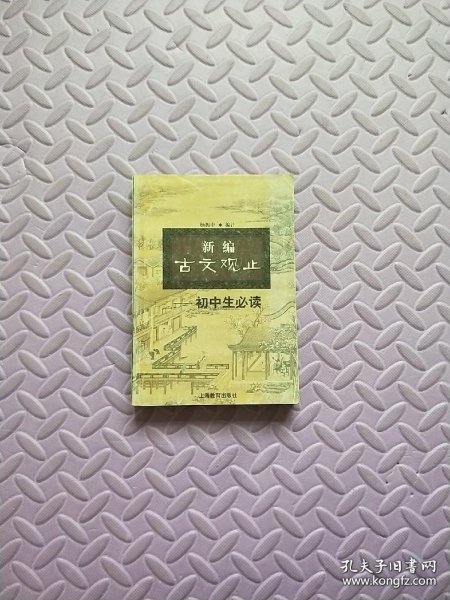 新编
古文观止
——初中生必读
上海教育出版社
孔夫子旧书网
www.kongfz.com